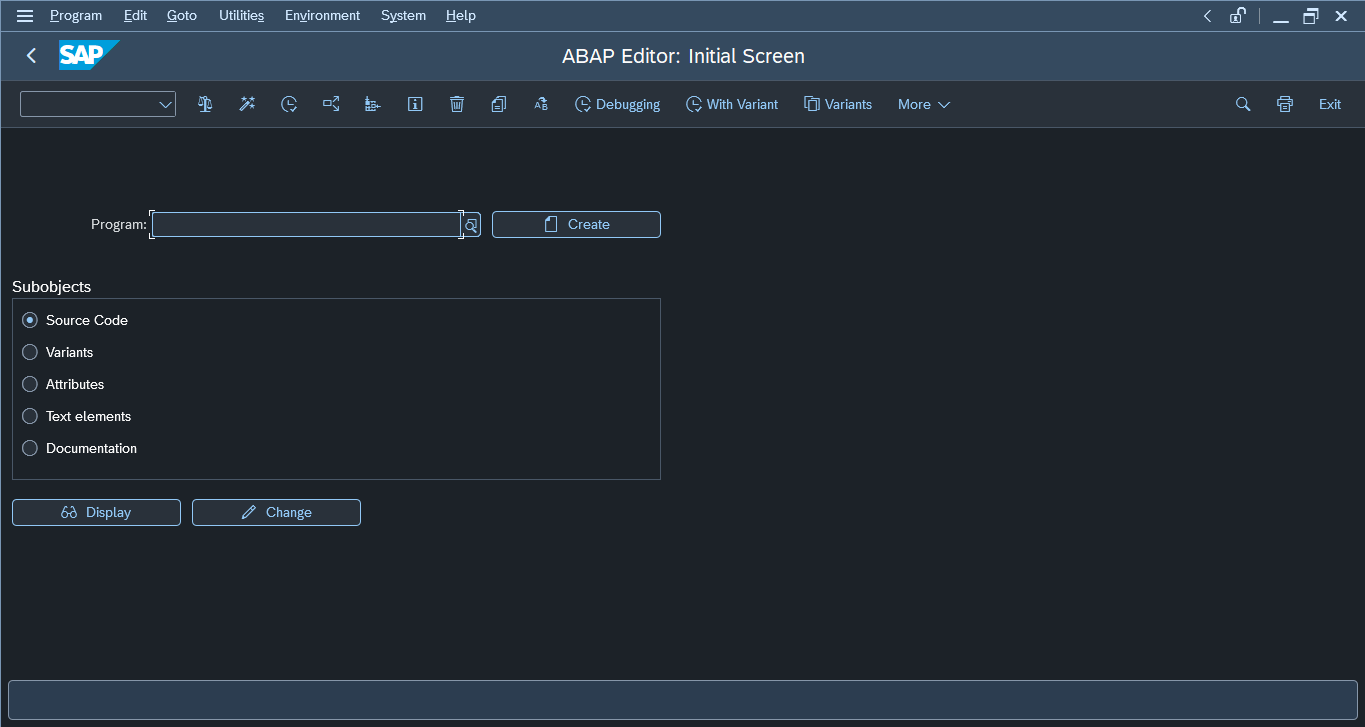 Program Edit Goto Utilities Environment System Help
SAP ABAP Editor: Initial Screen
Debugging With Variant Variants More Exit
Program: Create
Subobjects
Source Code
Variants
Attributes
Text elements
Documentation
Display Change